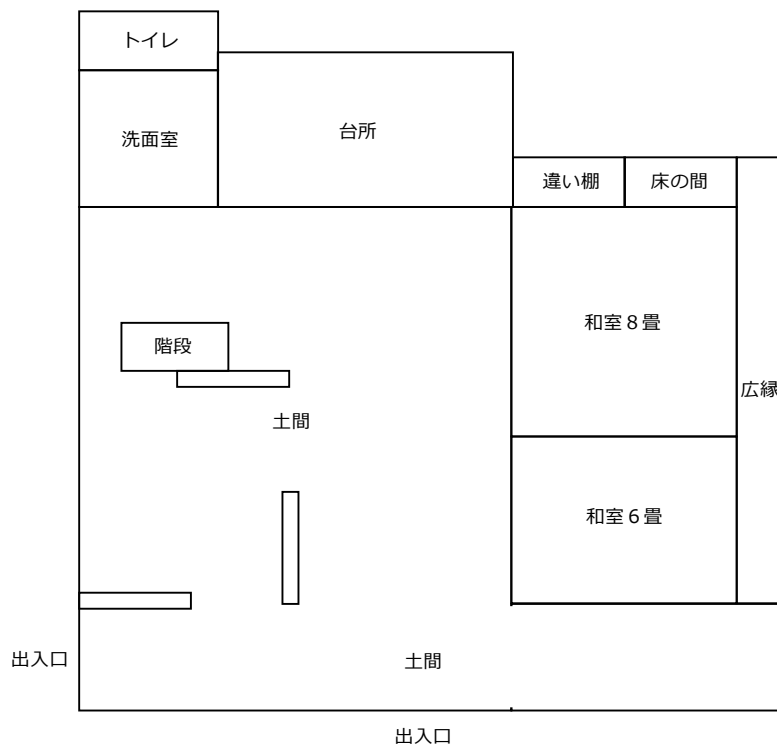 トイレ
洗面室
台所
違い棚
床の間
和室８畳
階段
広縁
土間
和室６畳
出入口
土間
出入口